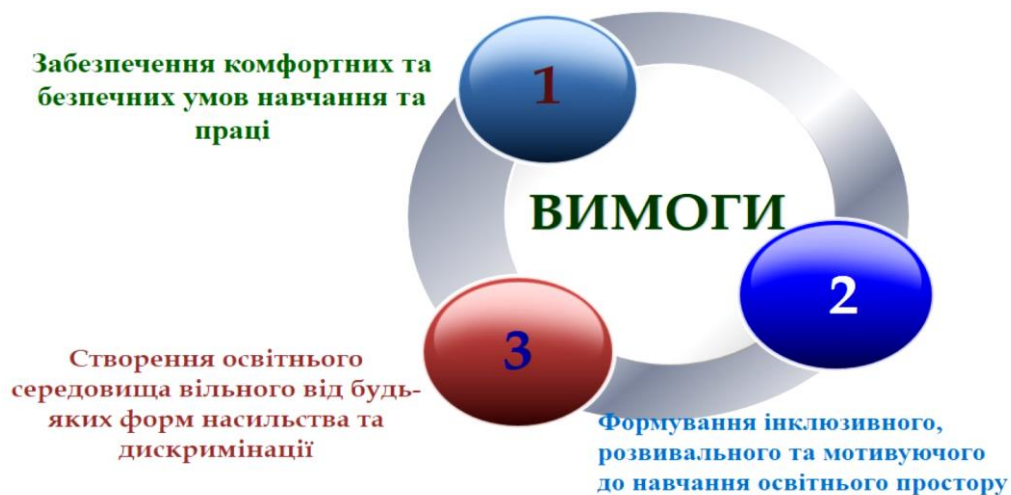 Забезпечення комфортних та
безпечних умов навчання та
праці
1
ВИМОГИ
2
Формування інклюзивного,
розвивального та мотивуючого
до навчання освітнього простору
3
Створення освітнього
середовища вільного від будь-
яких форм насильства та
дискримінації